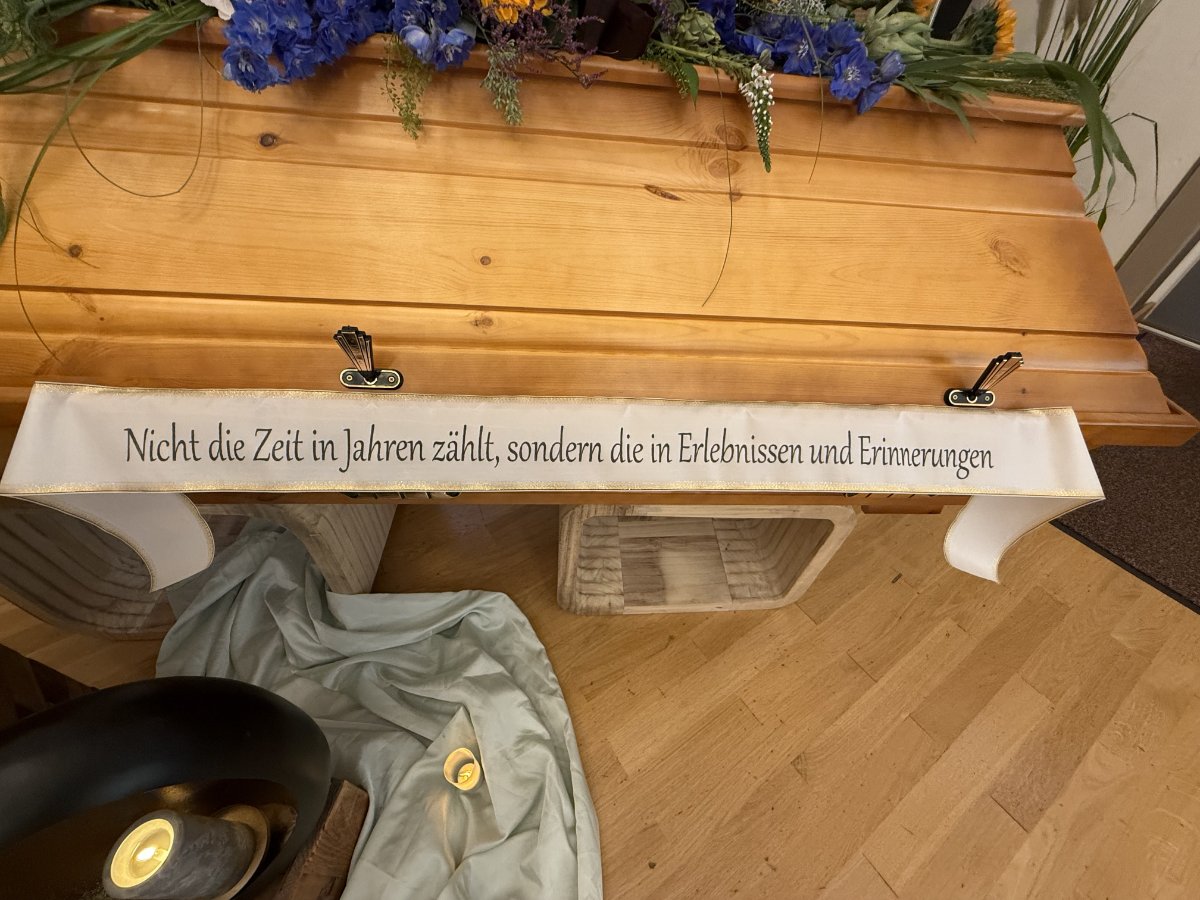 Nicht die Zeit in Jahren zählt, sondern die in Erlebnissen und Erinnerungen